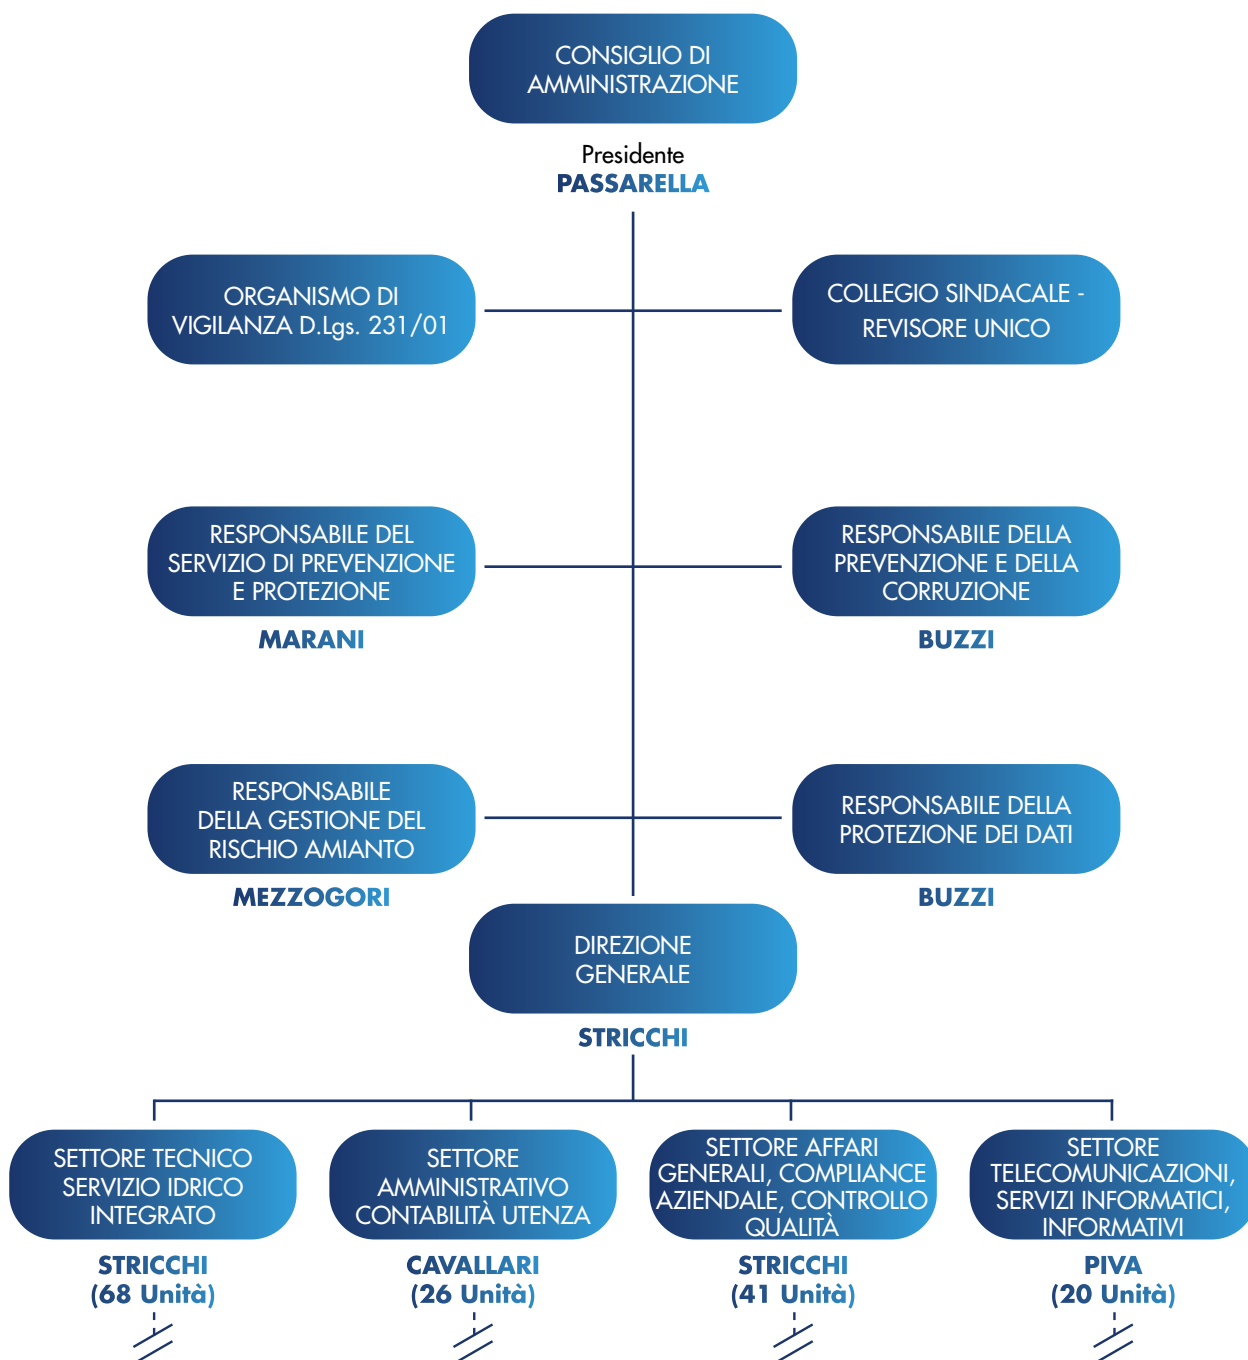 CONSIGLIO DI
AMMINISTRAZIONE
Presidente
PASSARELLA
ORGANISMO DI
VIGILANZA D.Lgs. 231/01
COLLEGIO SINDACALE -
REVISORE UNICO
RESPONSABILE DEL
SERVIZIO DI PREVENZIONE
E PROTEZIONE
MARANI
RESPONSABILE DELLA
PREVENZIONE E DELLA
CORRUZIONE
BUZZI
RESPONSABILE
DELLA GESTIONE DEL
RISCHIO AMIANTO
MEZZOGORI
RESPONSABILE DELLA
PROTEZIONE DEI DATI
BUZZI
DIREZIONE
GENERALE
STRICCHI
SETTORE TECNICO
SERVIZIO IDRICO
INTEGRATO
STRICCHI
(68 Unità)
SETTORE
AMMINISTRATIVO
CONTABILITÀ UTENZA
CAVALLARI
(26 Unità)
SETTORE AFFARI
GENERALI, COMPLIANCE
AZIENDALE, CONTROLLO
QUALITÀ
STRICCHI
(41 Unità)
SETTORE
TELECOMUNICAZIONI,
SERVIZI INFORMATICI,
INFORMATIVI
PIVA
(20 Unità)